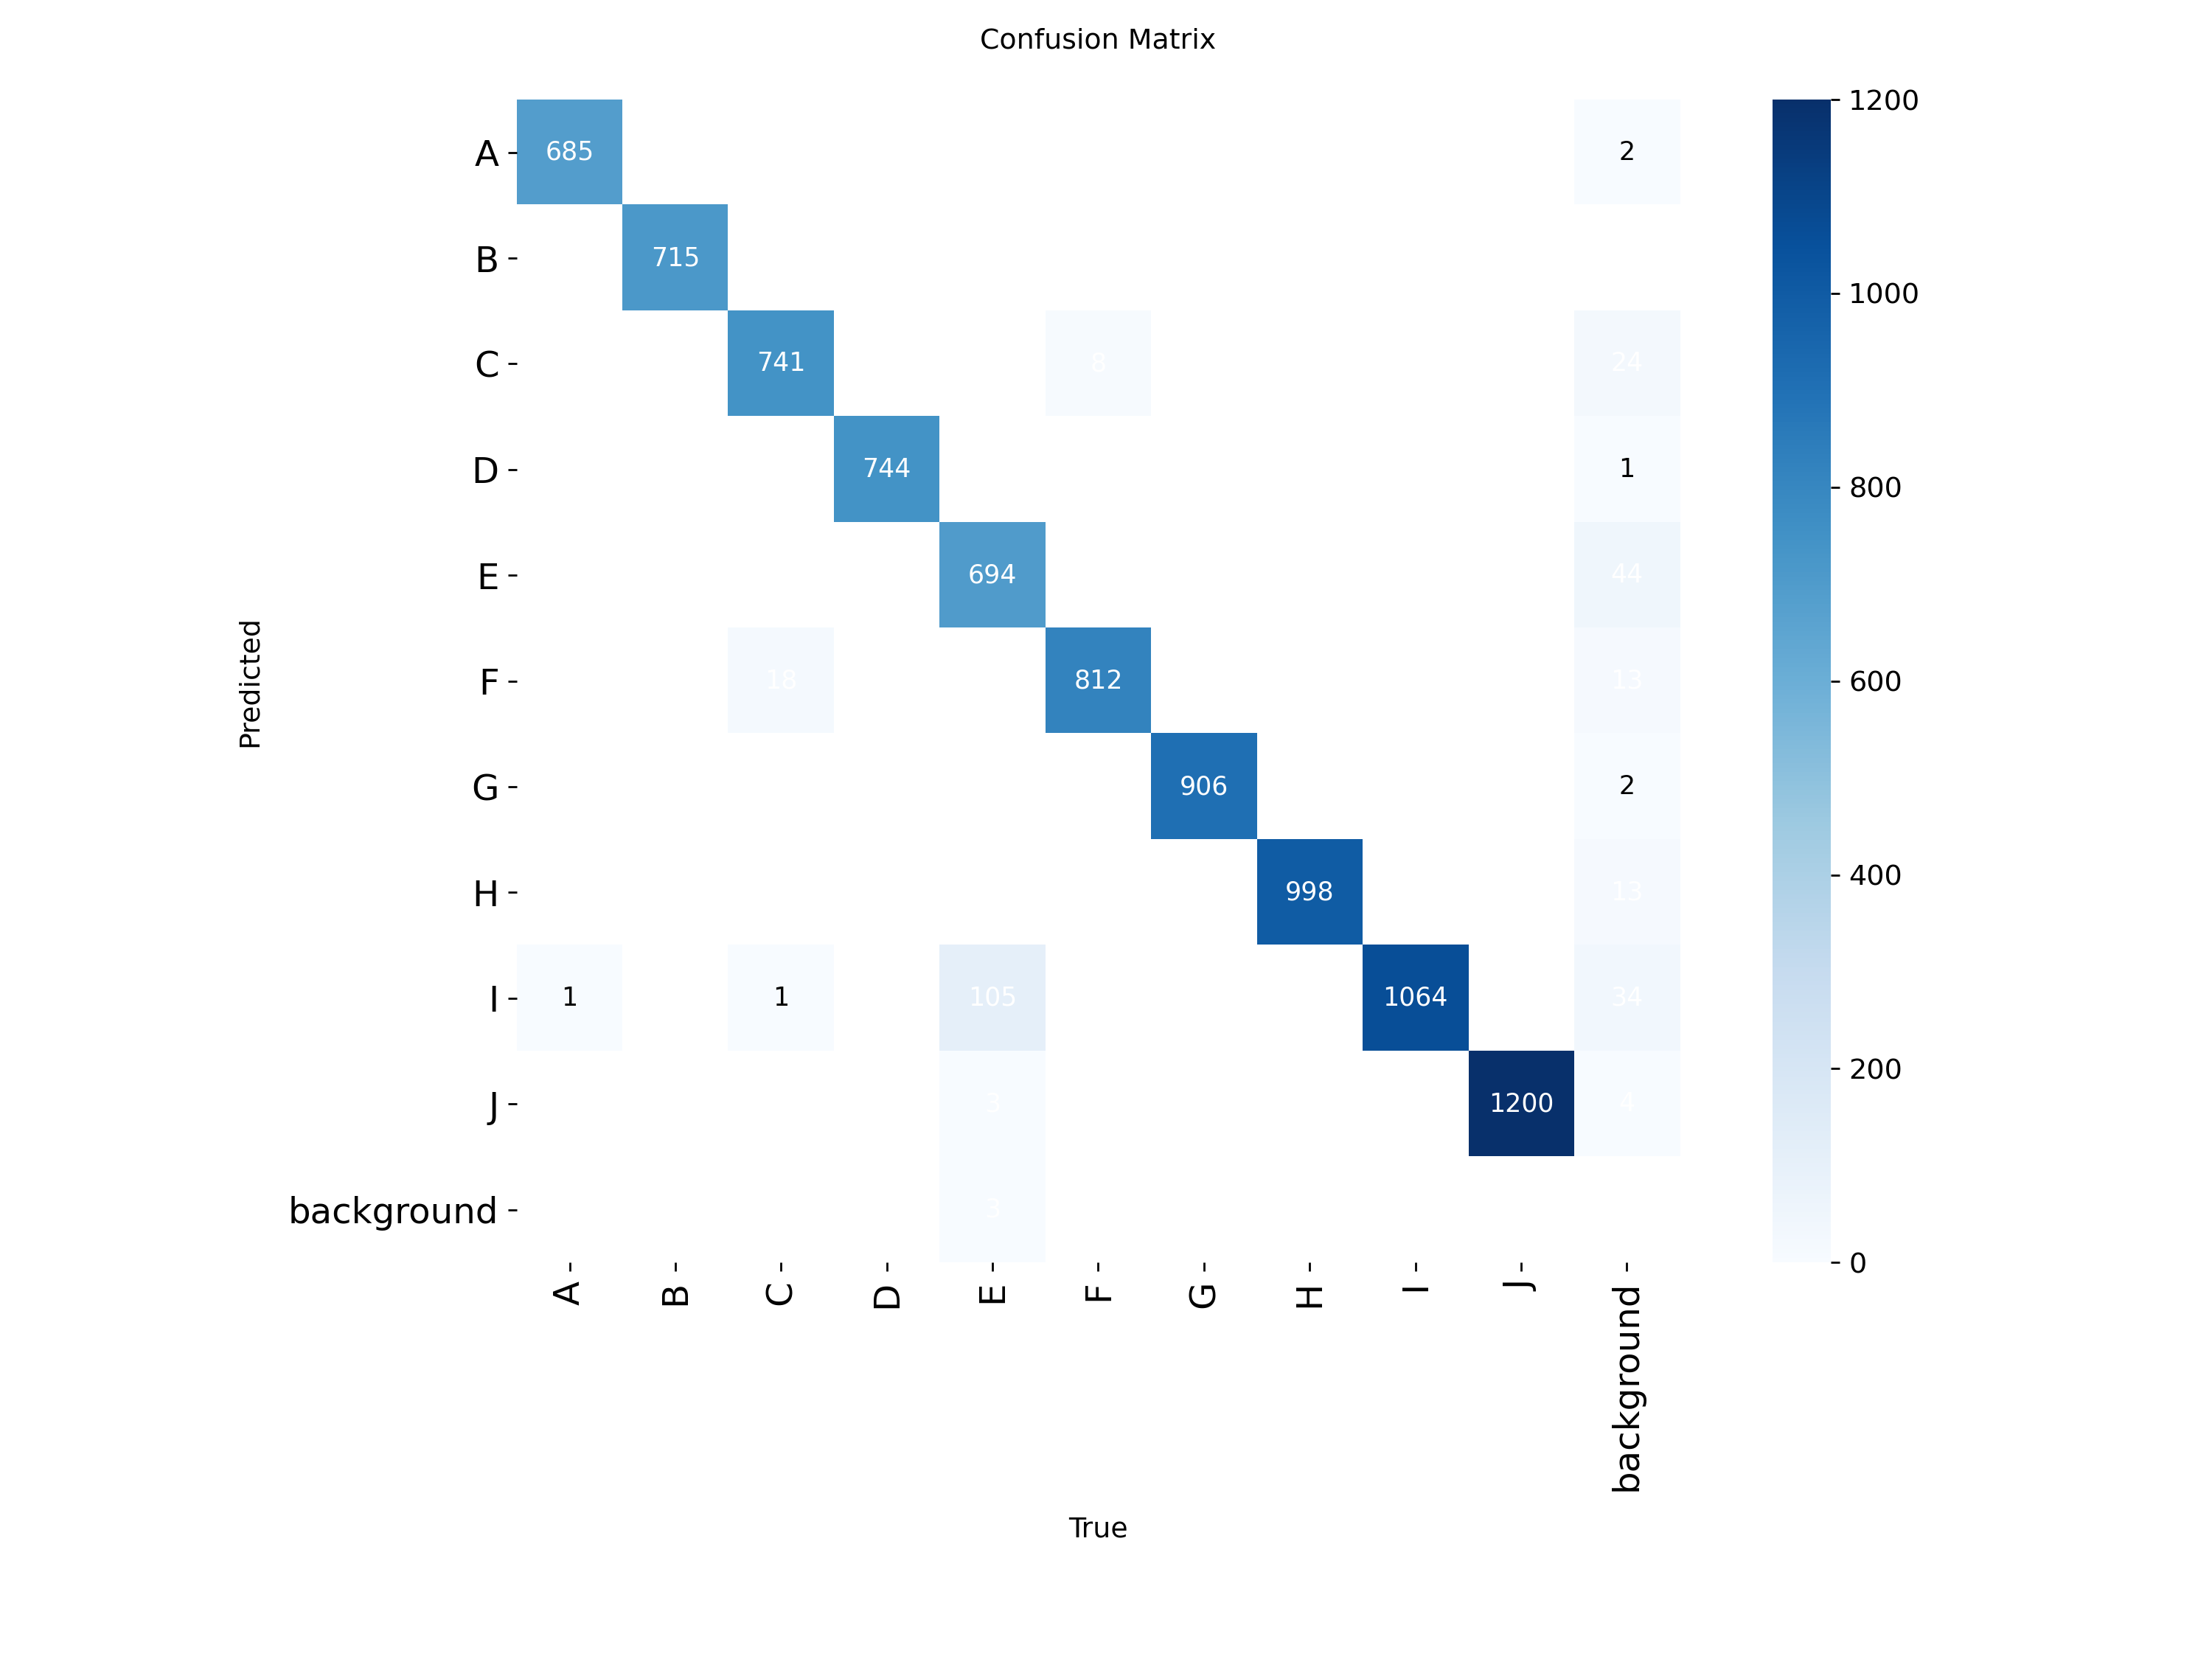 Confusion Matrix
A 685 2
B 715
C 741 8 24
D 744 1
E 694 44
F 18 812 13
G 906 2
H 998 13
I 1 1 105 1064 34
J 3 1200 4
background 3
A B C D E F G H I J background
Predicted
True
1200
1000
800
600
400
200
0